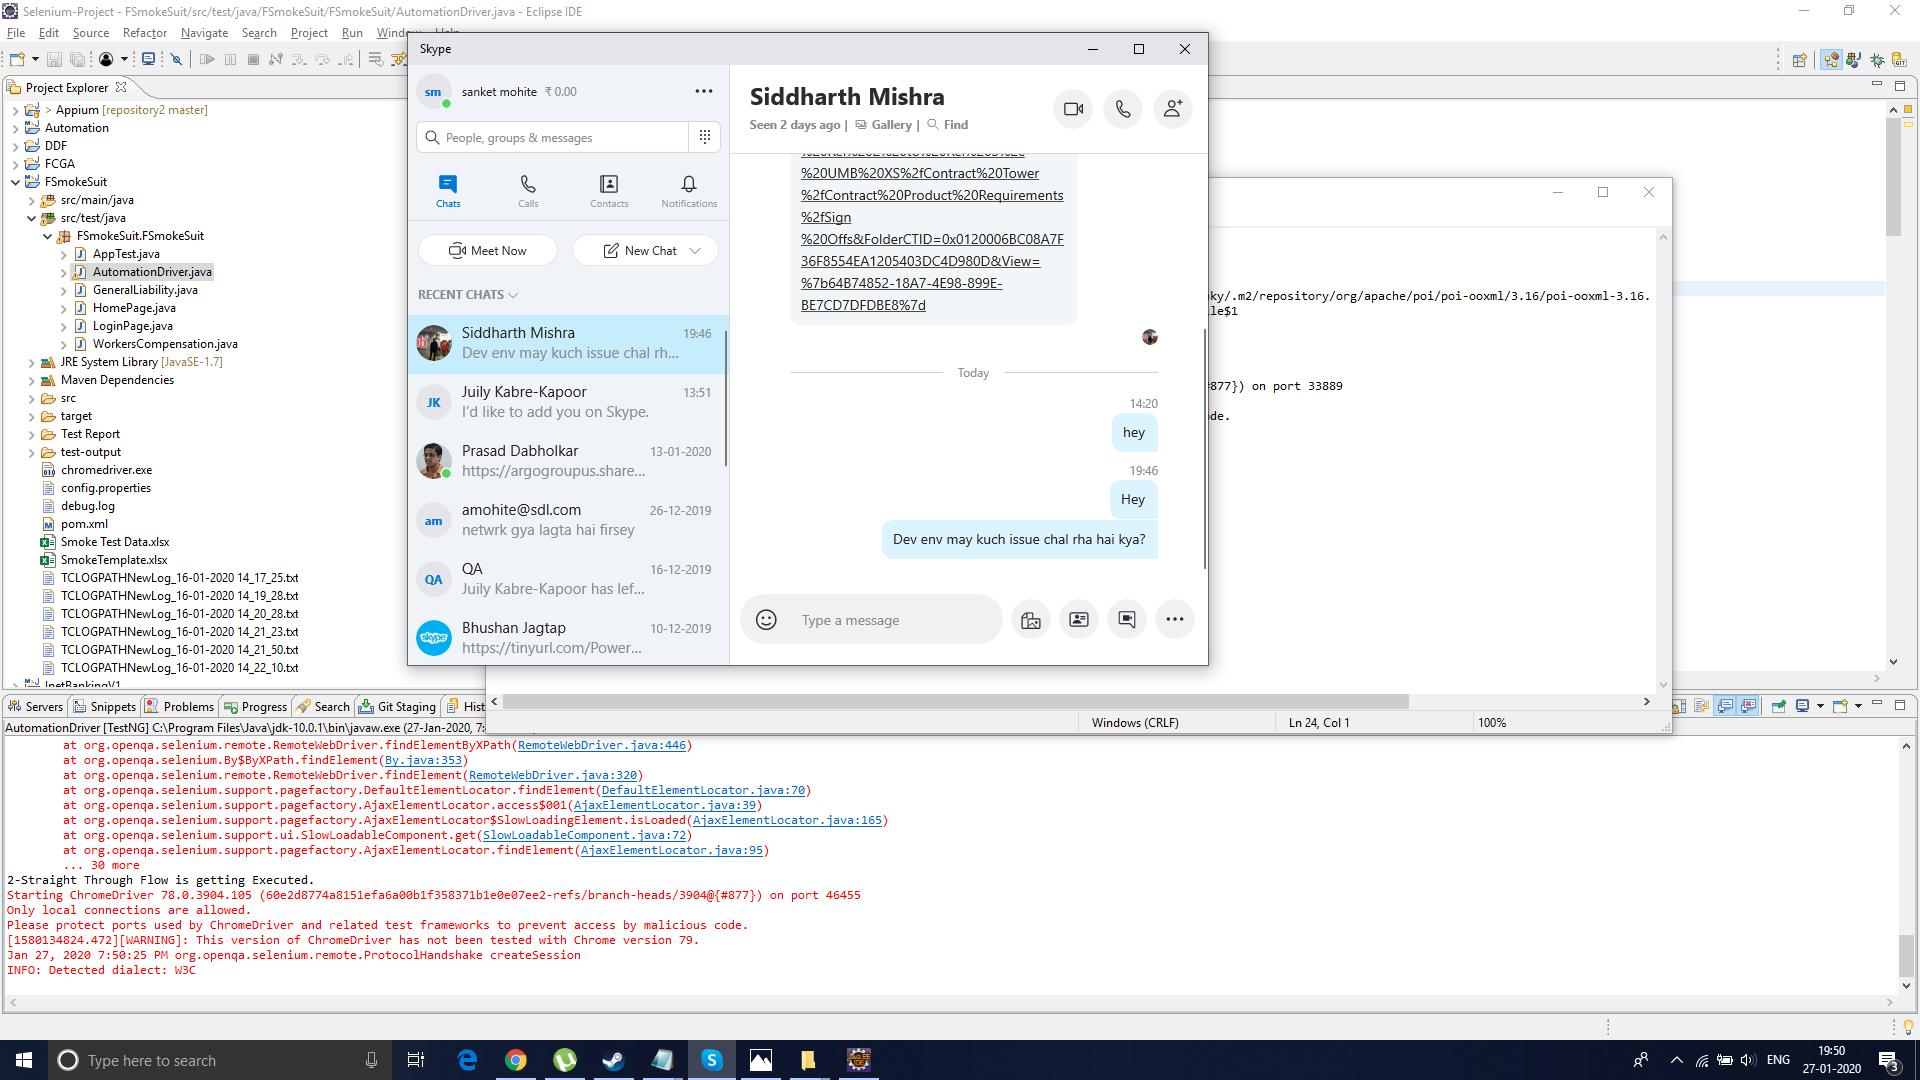 Selenium-Project - FSmokeSuit/src/test/java/FSmokeSuit/FSmokeSuit/AutomationDriver.java - Eclipse IDE
File Edit Source Refactor Navigate Search Project Run Window Help
Project Explorer
> Appium [repository2 master]
Automation
DDF
FCGA
FSmokeSuit
src/main/java
src/test/java
FSmokeSuit.FSmokeSuit
AppTest.java
AutomationDriver.java
GeneralLiability.java
HomePage.java
LoginPage.java
WorkersCompensation.java
JRE System Library [JavaSE-1.7]
Maven Dependencies
src
target
Test Report
test-output
chromedriver.exe
config.properties
debug.log
pom.xml
Smoke Test Data.xlsx
SmokeTemplate.xlsx
TCLOGPATHNewLog_16-01-2020 14_17_25.txt
TCLOGPATHNewLog_16-01-2020 14_19_28.txt
TCLOGPATHNewLog_16-01-2020 14_20_28.txt
TCLOGPATHNewLog_16-01-2020 14_21_23.txt
TCLOGPATHNewLog_16-01-2020 14_21_50.txt
TCLOGPATHNewLog_16-01-2020 14_22_10.txt
InetBankingV1
Skype
sm
sanket mohite ₹ 0.00
People, groups & messages
Chats Calls Contacts Notifications
Meet Now New Chat
RECENT CHATS
Siddharth Mishra 19:46
Dev env may kuch issue chal rh...
JK
Juily Kabre-Kapoor 13:51
I'd like to add you on Skype.
Prasad Dabholkar 13-01-2020
https://argogroupus.share...
am
amohite@sdl.com 26-12-2019
netwrk gya lagta hai firsey
QA
QA 16-12-2019
Juily Kabre-Kapoor has lef...
skype
Bhushan Jagtap 10-12-2019
https://tinyurl.com/Power...
Siddharth Mishra
Seen 2 days ago | Gallery | Find
%20UMB%20XS%2fContract%20Tower
%2fContract%20Product%20Requirements
%2fSign
%20Offs&FolderCTID=0x0120006BC08A7F
36F8554EA1205403DC4D980D&View=
%7b64B74852-18A7-4E98-899E-
BE7CD7DFDBE8%7d
Today
14:20
hey
19:46
Hey
Dev env may kuch issue chal rha hai kya?
Type a message
ky/.m2/repository/org/apache/poi/poi-ooxml/3.16/poi-ooxml-3.16.
le$1
#877}) on port 33889
de.
Windows (CRLF) Ln 24, Col 1 100%
Servers Snippets Problems Progress Search Git Staging Hist
AutomationDriver [TestNG] C:\Program Files\Java\jdk-10.0.1\bin\javaw.exe (27-Jan-2020, 7:
at org.openqa.selenium.remote.RemoteWebDriver.findElementByXPath(RemoteWebDriver.java:446)
at org.openqa.selenium.By$ByXPath.findElement(By.java:353)
at org.openqa.selenium.remote.RemoteWebDriver.findElement(RemoteWebDriver.java:320)
at org.openqa.selenium.support.pagefactory.DefaultElementLocator.findElement(DefaultElementLocator.java:70)
at org.openqa.selenium.support.pagefactory.AjaxElementLocator.access$001(AjaxElementLocator.java:39)
at org.openqa.selenium.support.pagefactory.AjaxElementLocator$SlowLoadingElement.isLoaded(AjaxElementLocator.java:165)
at org.openqa.selenium.support.ui.SlowLoadableComponent.get(SlowLoadableComponent.java:72)
at org.openqa.selenium.support.pagefactory.AjaxElementLocator.findElement(AjaxElementLocator.java:95)
... 30 more
2-Straight Through Flow is getting Executed.
Starting ChromeDriver 78.0.3904.105 (60e2d8774a8151efa6a00b1f358371b1e0e07ee2-refs/branch-heads/3904@{#877}) on port 46455
Only local connections are allowed.
Please protect ports used by ChromeDriver and related test frameworks to prevent access by malicious code.
[1580134824.472][WARNING]: This version of ChromeDriver has not been tested with Chrome version 79.
Jan 27, 2020 7:50:25 PM org.openqa.selenium.remote.ProtocolHandshake createSession
INFO: Detected dialect: W3C
Type here to search
ENG
19:50
27-01-2020
3